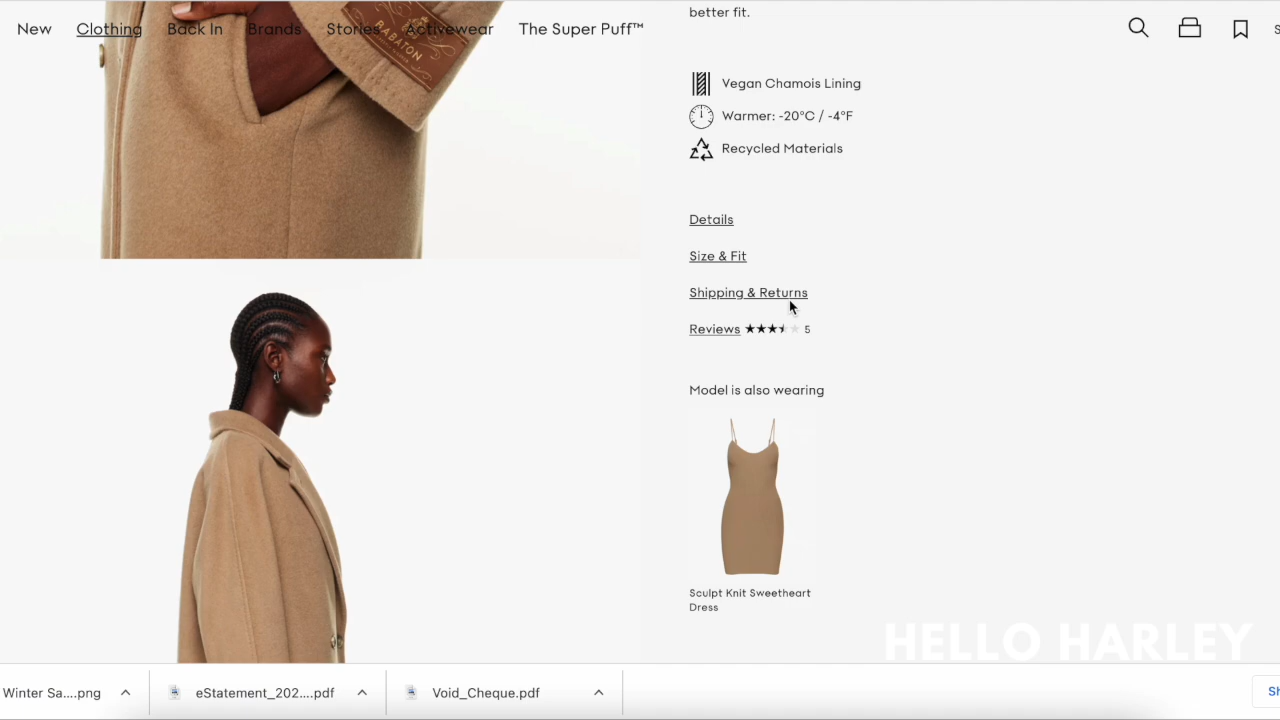 better fit.
New Clothing Back In Brands Stories Activewear The Super Puff™
RABATON
Vegan Chamois Lining
Warmer: -20°C / -4°F
Recycled Materials
Details
Size & Fit
Shipping & Returns
Reviews 5
Model is also wearing
Sculpt Knit Sweetheart
Dress
HELLO HARLEY
Winter Sa....png eStatement_202....pdf Void_Cheque.pdf